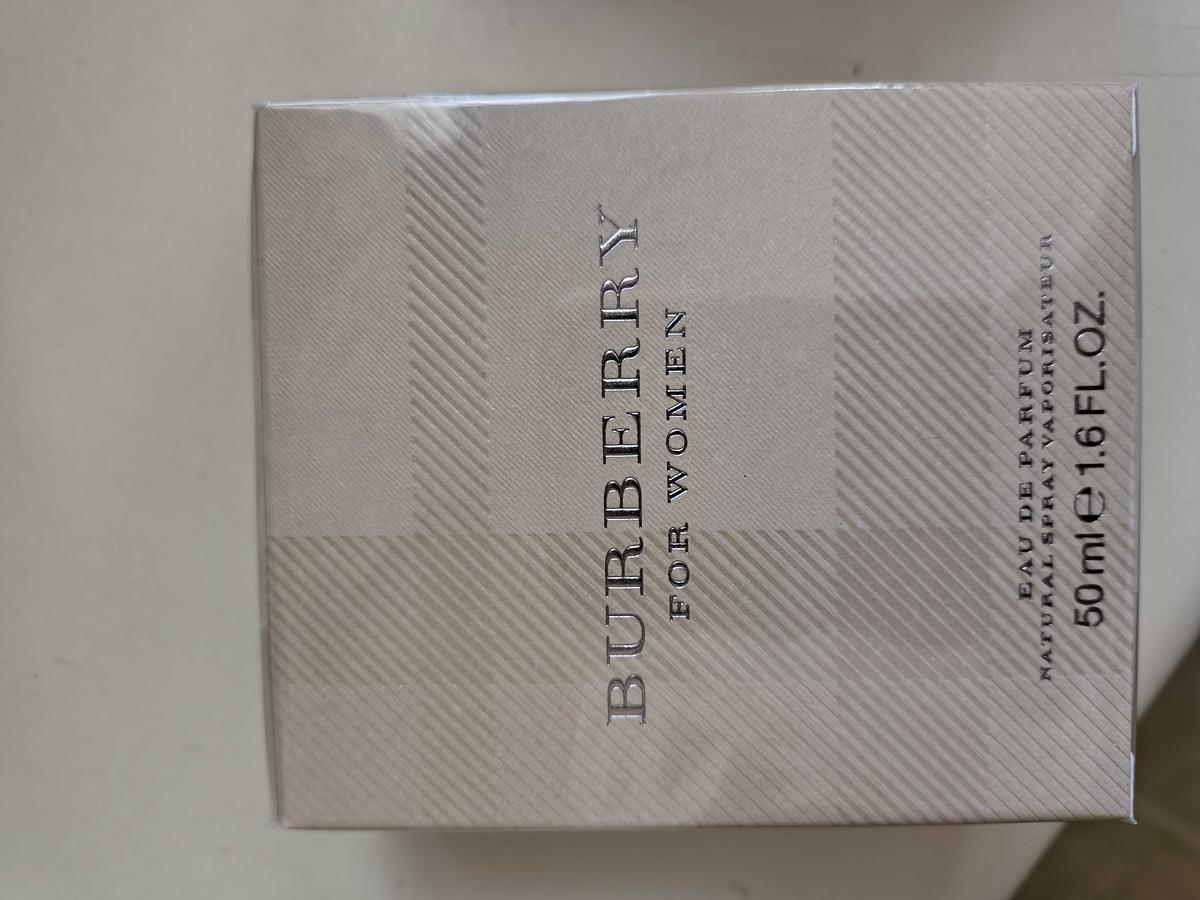 BURBERRY
FOR WOMEN
EAU DE PARFUM
NATURAL SPRAY VAPORISATEUR
50 ml ℮ 1.6 FL.OZ.